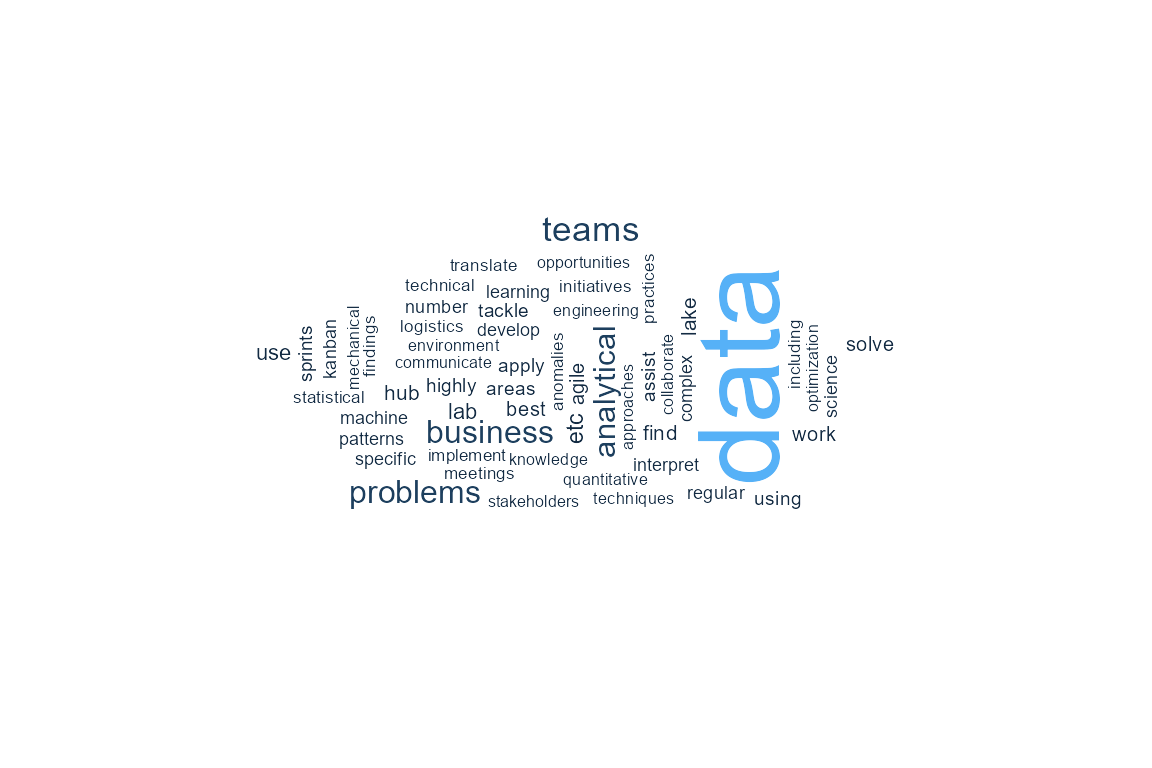 teams
translate
opportunities
technical
learning
initiatives
practices
number
tackle
engineering
logistics
develop
environment
communicate
apply
use
sprints
kanban
mechanical
findings
statistical
hub
highly
areas
anomalies
agile
analytical
approaches
assist
collaborate
lake
complex
data
including
optimization
science
solve
machine
lab
best
etc
business
find
work
patterns
specific
implement
knowledge
interpret
meetings
quantitative
problems
stakeholders
techniques
regular
using